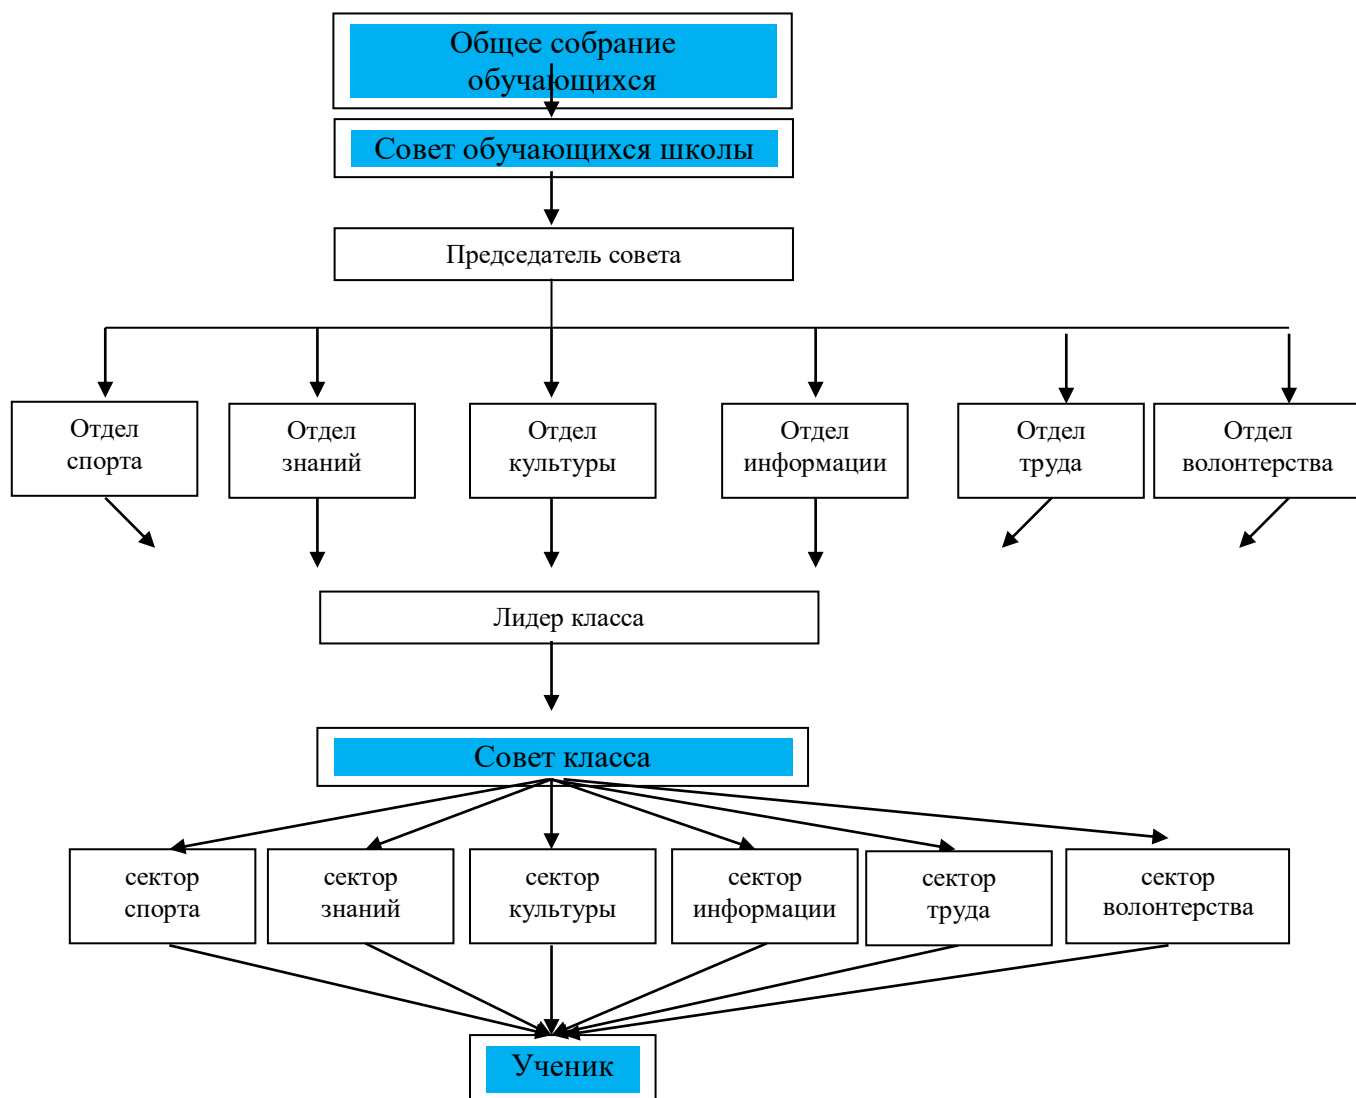 Общее собрание
обучающихся
Совет обучающихся школы
Председатель совета
Отдел
спорта
Отдел
знаний
Отдел
культуры
Отдел
информации
Отдел
труда
Отдел
волонтерства
Лидер класса
Совет класса
сектор
спорта
сектор
знаний
сектор
культуры
сектор
информации
сектор
труда
сектор
волонтерства
Ученик